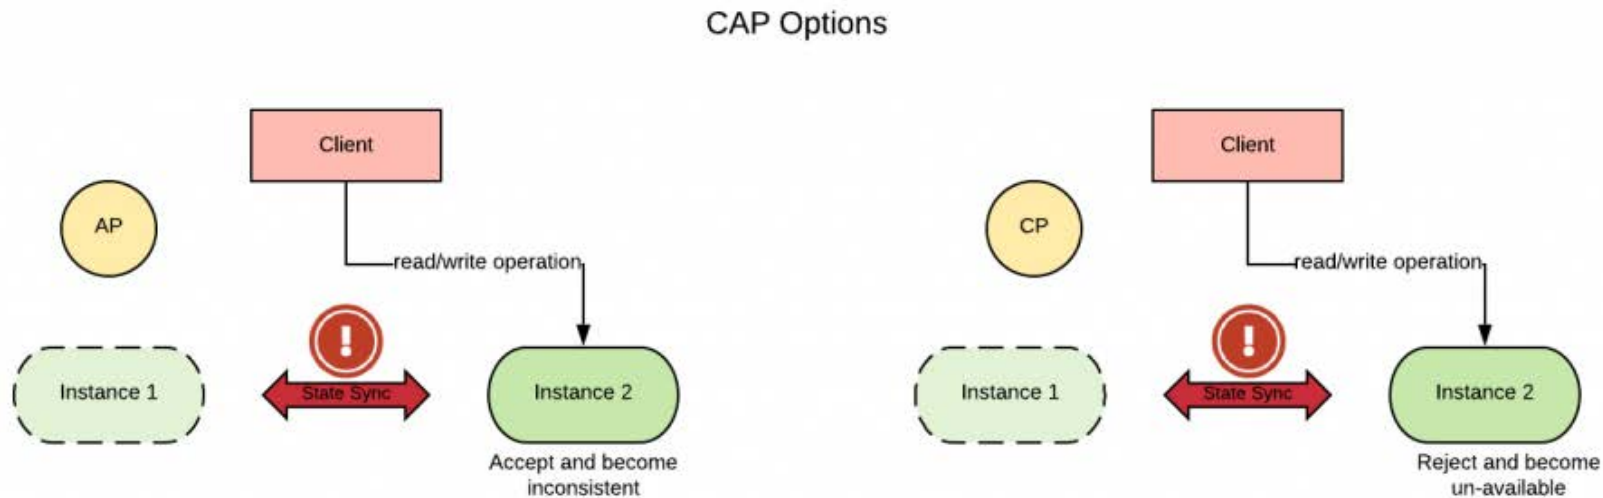 CAP Options
Client
AP
read/write operation
!
Instance 1
State Sync
Instance 2
Accept and become
inconsistent
Client
CP
read/write operation
!
Instance 1
State Sync
Instance 2
Reject and become
un-available